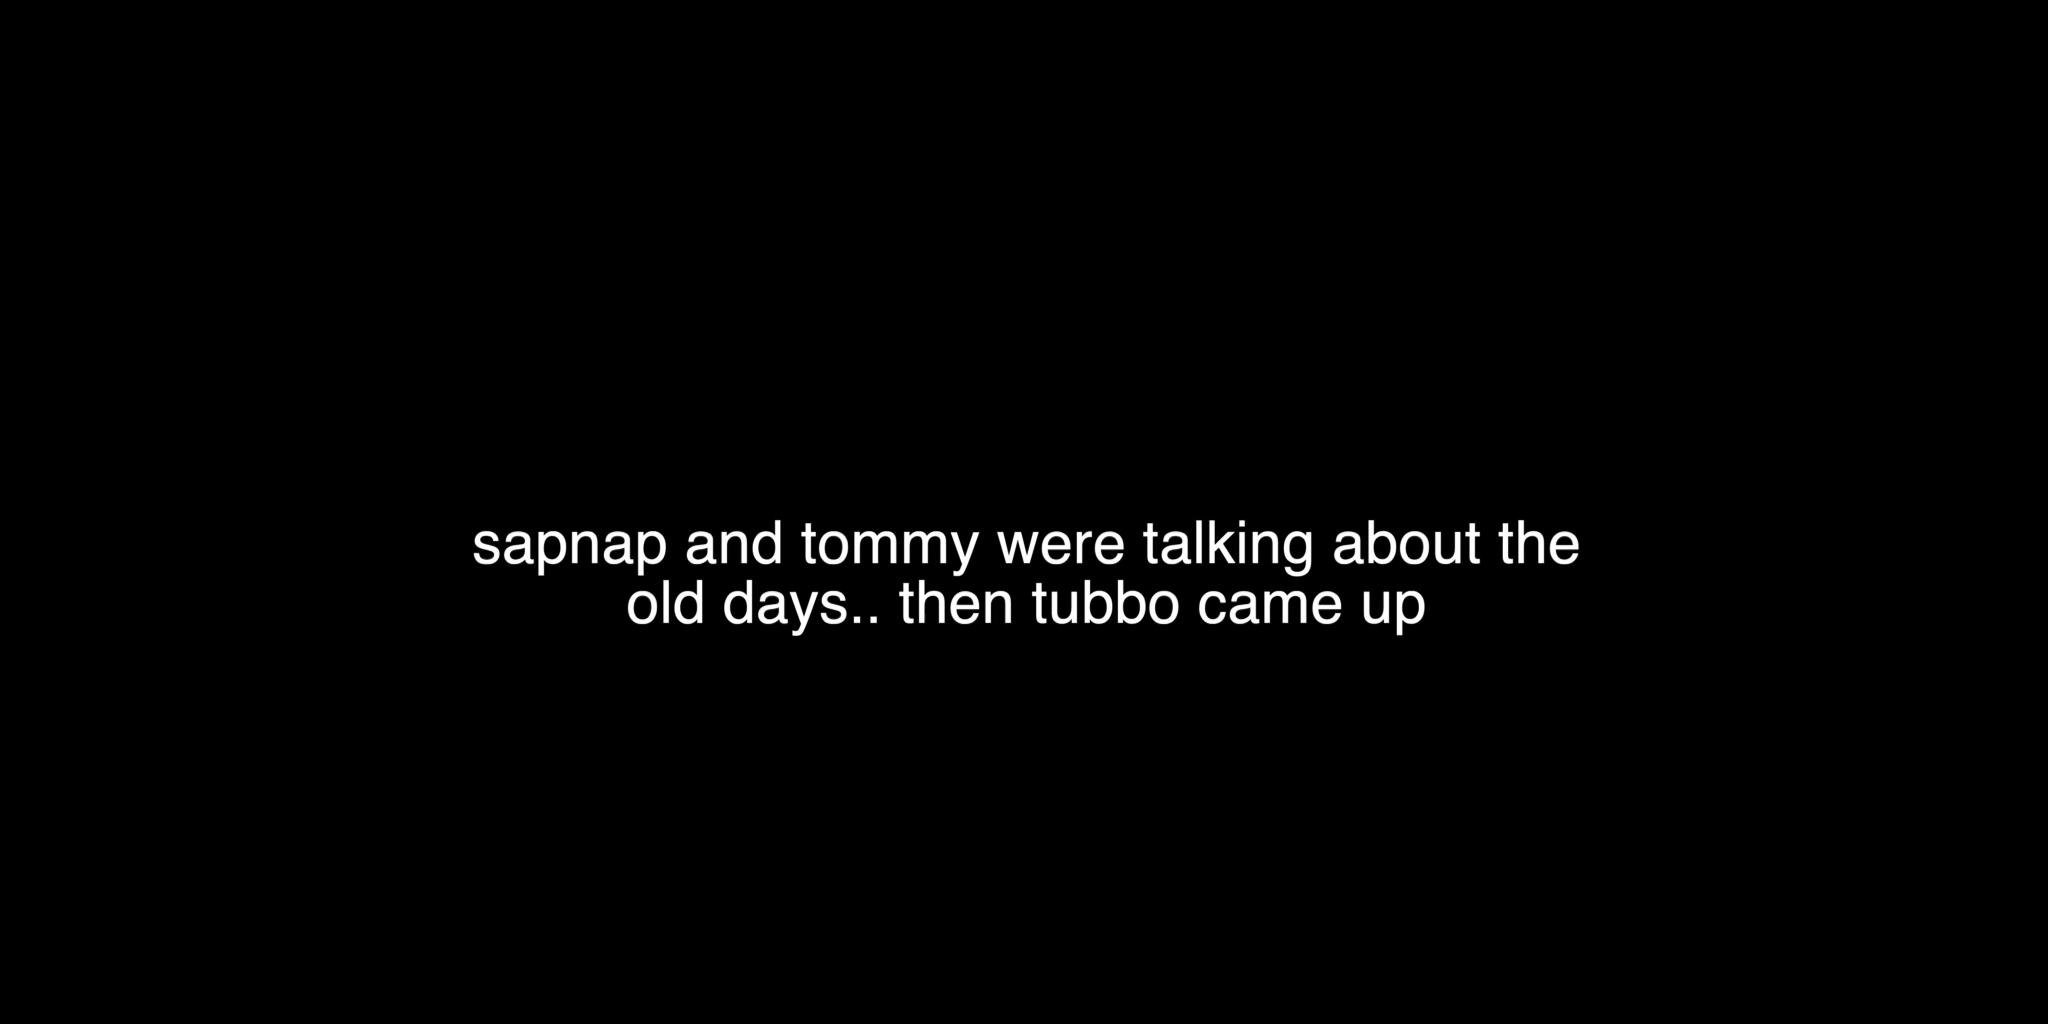 sapnap and tommy were talking about the
old days.. then tubbo came up